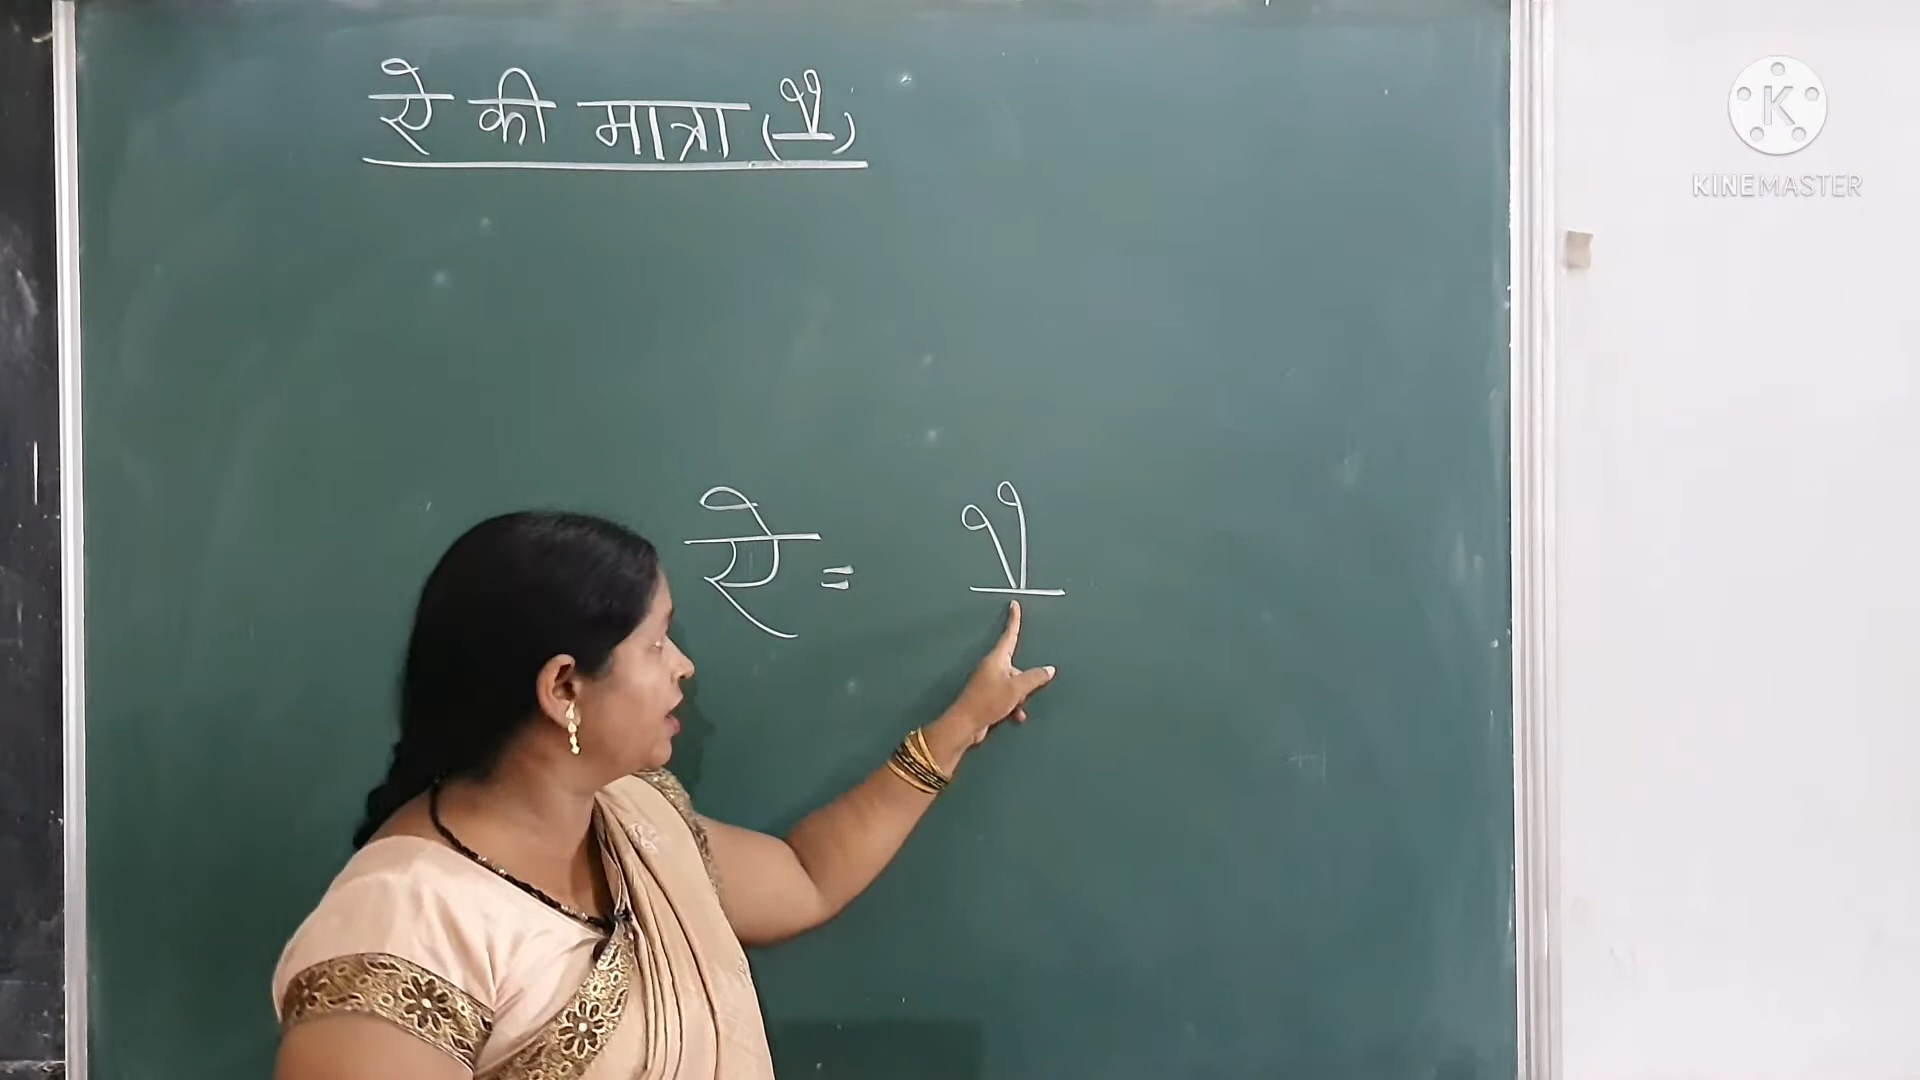 ऐ की मात्रा (ै)
ऐ = ै
KINEMASTER